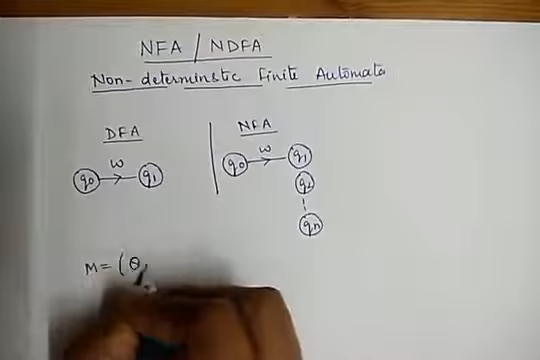 NFA / NDFA
Non-deterministic Finite Automata
DFA
q0 w q1
NFA
q0 w q1
q2
qn
M = (Q,